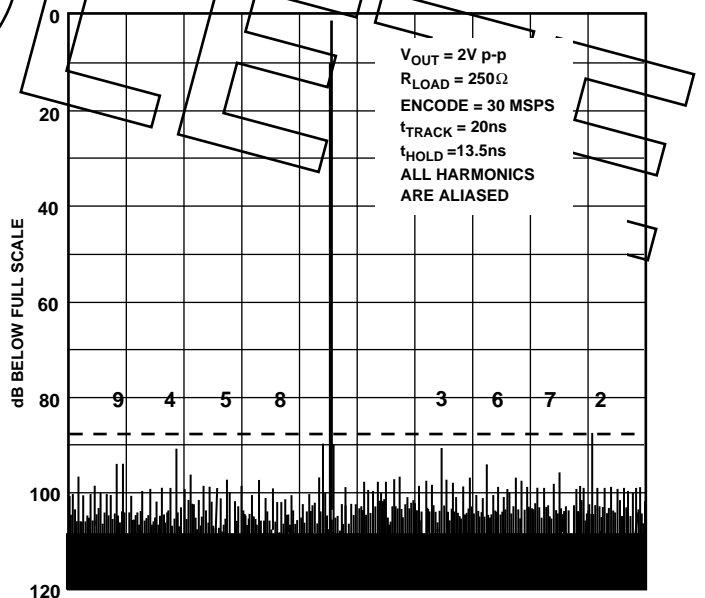 0
20
40
60
80
100
120
dB BELOW FULL SCALE
V_OUT = 2V p-p
R_LOAD = 250Ω
ENCODE = 30 MSPS
t_TRACK = 20ns
t_HOLD =13.5ns
ALL HARMONICS
ARE ALIASED
9 4 5 8 3 6 7 2